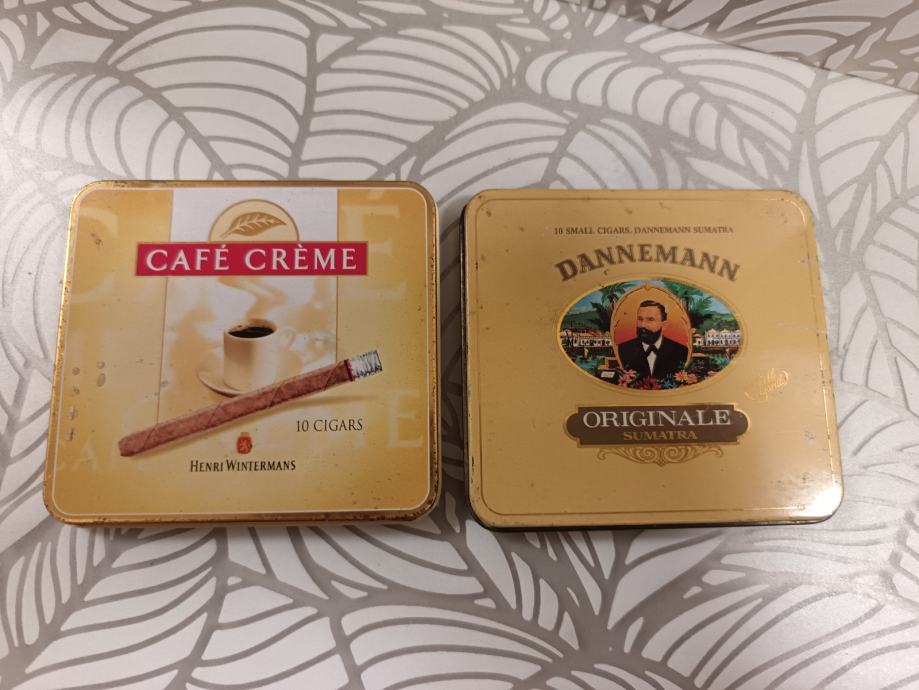 CAFÉ CRÈME
10 CIGARS
HENRI WINTERMANS
10 SMALL CIGARS. DANNEMANN SUMATRA
DANNEMANN
ORIGINALE
SUMATRA